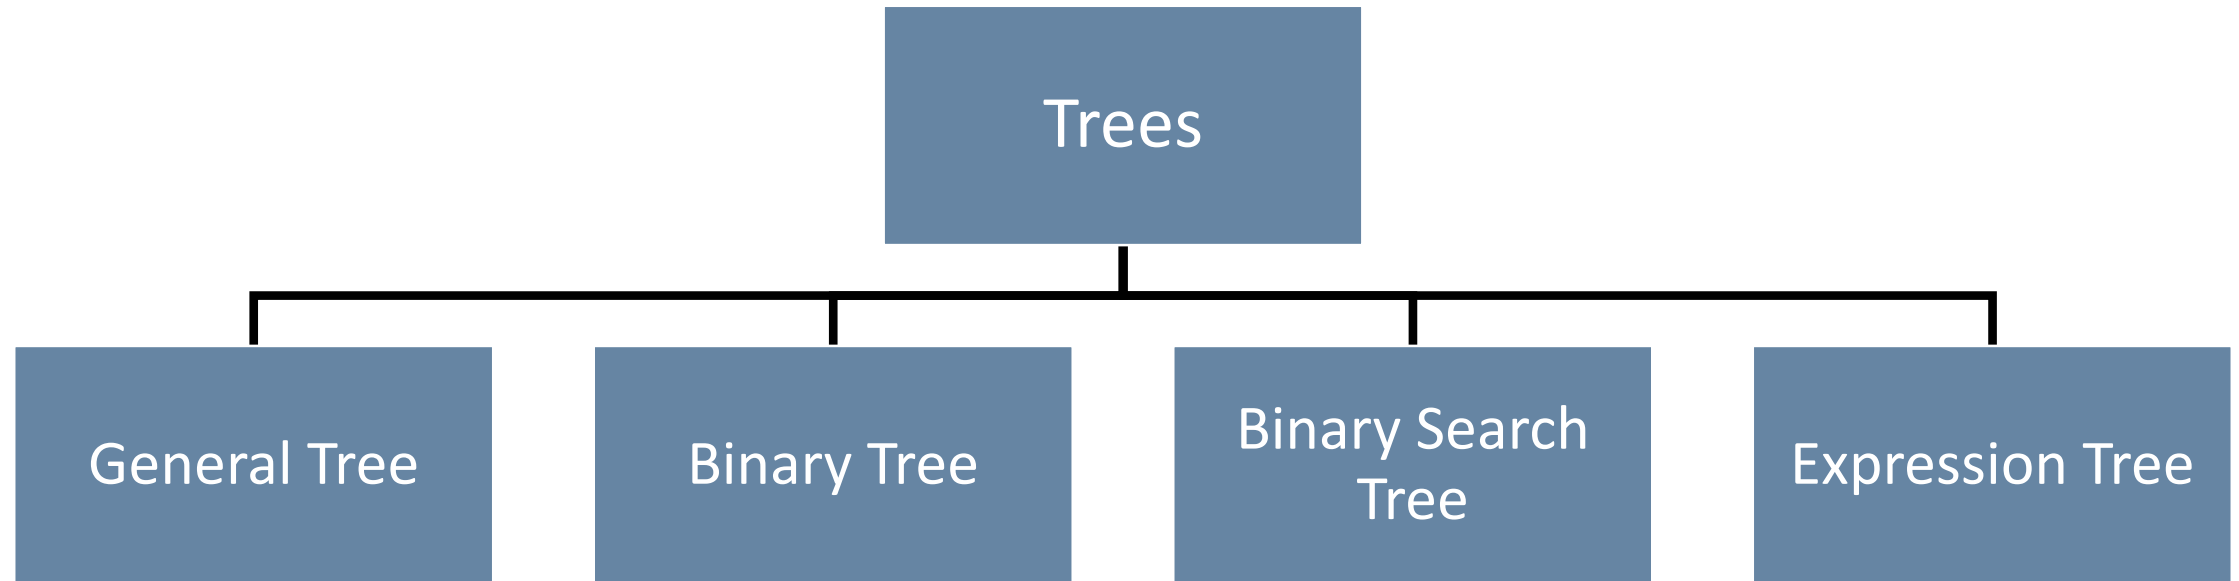 Trees
General Tree
Binary Tree
Binary Search
Tree
Expression Tree